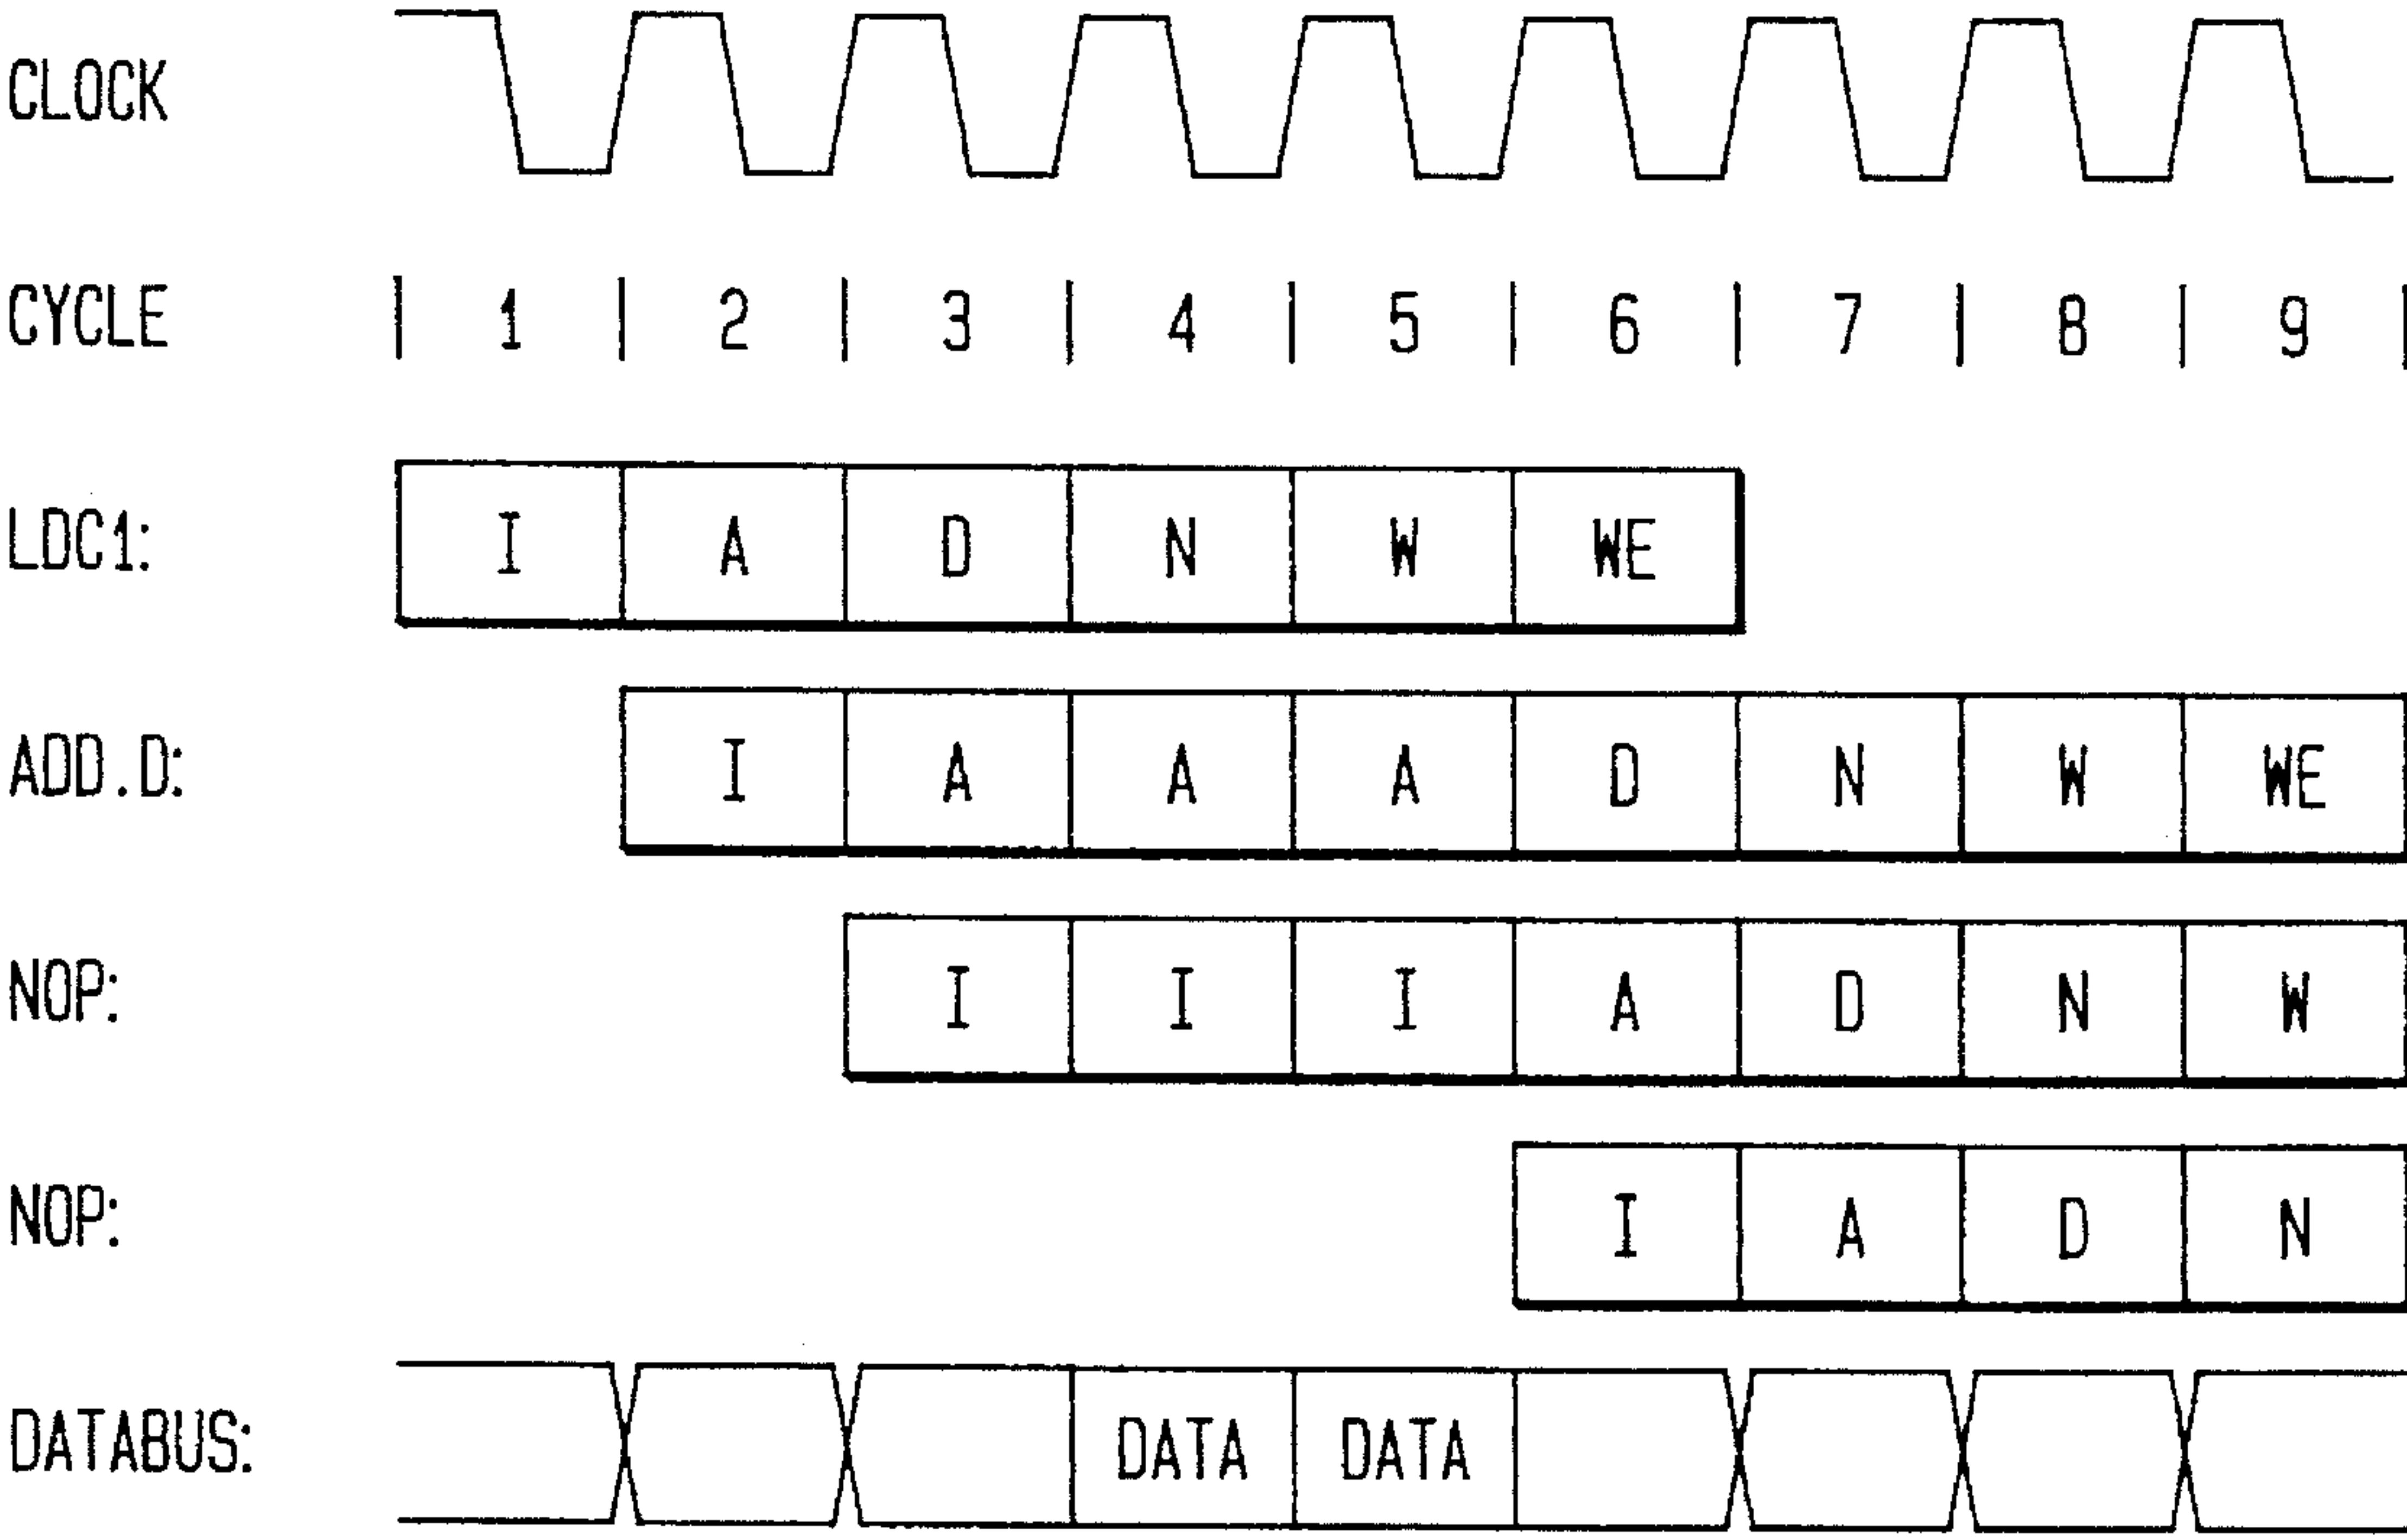 CLOCK
CYCLE | 1 | 2 | 3 | 4 | 5 | 6 | 7 | 8 | 9 |
LDC1: I A D N W WE
ADD.D: I A A A D N W WE
NOP: I I I A D N W
NOP: I A D N
DATABUS: DATA DATA